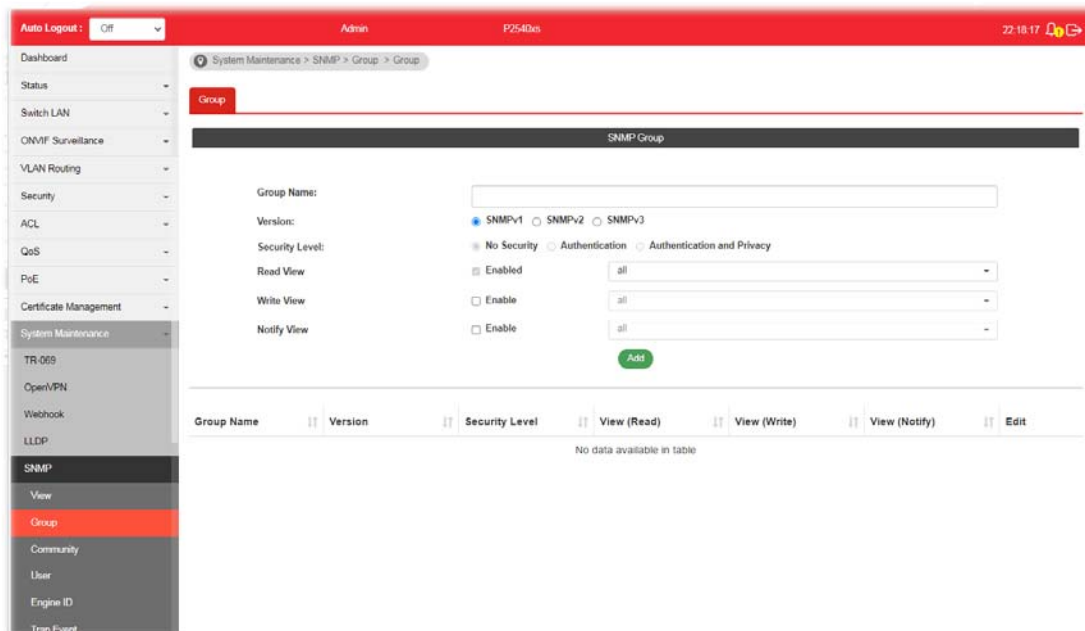 Auto Logout : Off Admin P2540xs 22:18:17
Dashboard
Status
Switch LAN
ONVIF Surveillance
VLAN Routing
Security
ACL
QoS
PoE
Certificate Management
System Maintenance
TR-069
OpenVPN
Webhook
LLDP
SNMP
View
Group
Community
User
Engine ID
Trap Event
System Maintenance > SNMP > Group > Group
Group
SNMP Group
Group Name:
Version: SNMPv1 SNMPv2 SNMPv3
Security Level: No Security Authentication Authentication and Privacy
Read View Enabled all
Write View Enable all
Notify View Enable all
Add
Group Name Version Security Level View (Read) View (Write) View (Notify) Edit
No data available in table